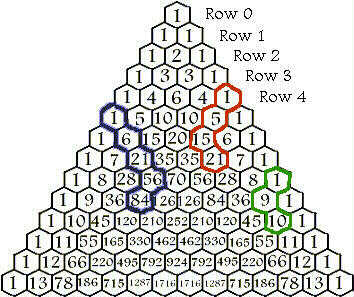 1 Row 0
1 1 Row 1
1 2 1 Row 2
1 3 3 1 Row 3
1 4 6 4 1 Row 4
1 5 10 10 5 1
1 6 15 20 15 6 1
1 7 21 35 35 21 7 1
1 8 28 56 70 56 28 8 1
1 9 36 84 126 126 84 36 9 1
1 10 45 120 210 252 210 120 45 10 1
1 11 55 165 330 462 462 330 165 55 11 1
1 12 66 220 495 792 924 792 495 220 66 12 1
1 13 78 286 715 1287 1716 1716 1287 715 286 78 13 1